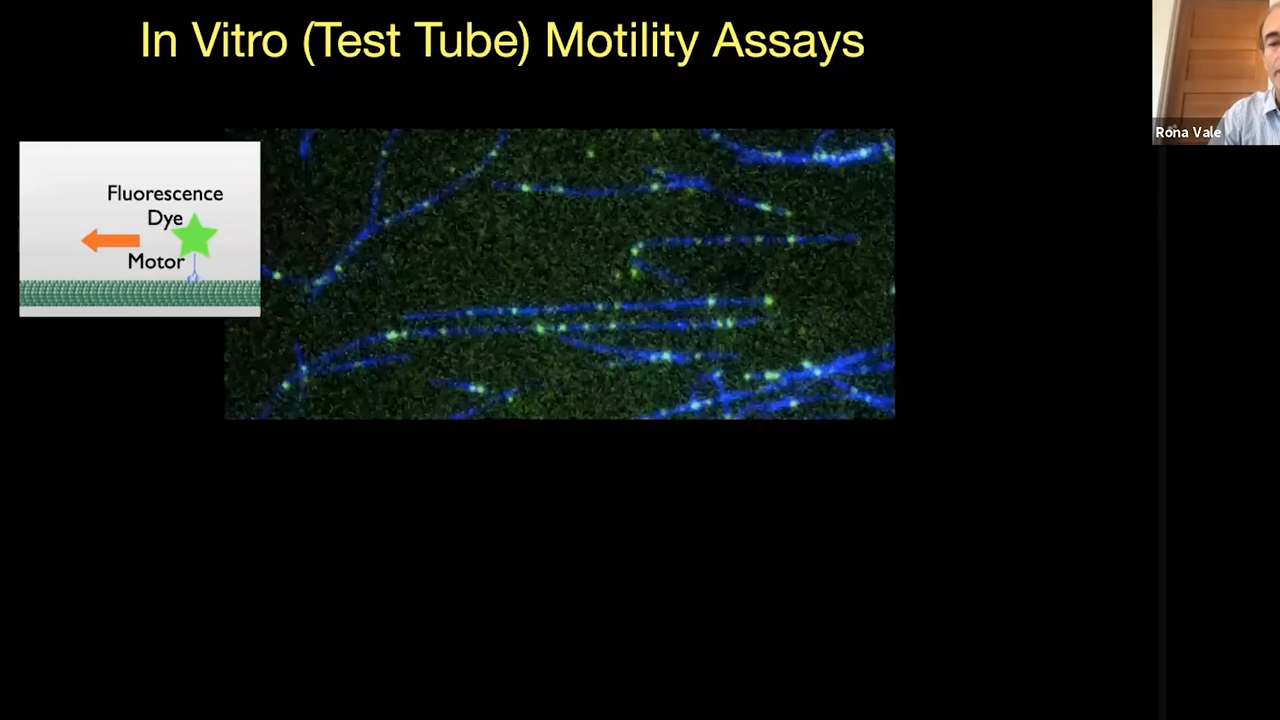 In Vitro (Test Tube) Motility Assays
Rona Vale
Fluorescence
Dye
Motor